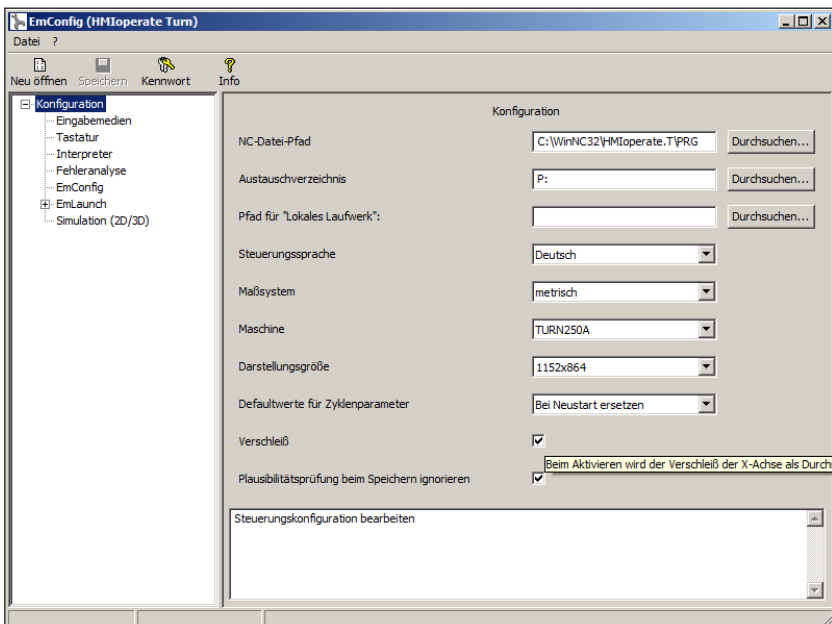 EmConfig (HMIoperate Turn)
Datei ?
Neu öffnen Speichern Kennwort Info
Konfiguration
Eingabemedien
Tastatur
Interpreter
Fehleranalyse
EmConfig
EmLaunch
Simulation (2D/3D)
Konfiguration
NC-Datei-Pfad C:\WinNC32\HMIoperate.T\PRG Durchsuchen...
Austauschverzeichnis P: Durchsuchen...
Pfad für "Lokales Laufwerk": Durchsuchen...
Steuerungssprache Deutsch
Maßsystem metrisch
Maschine TURN250A
Darstellungsgröße 1152x864
Defaultwerte für Zyklenparameter Bei Neustart ersetzen
Verschleiß
Beim Aktivieren wird der Verschleiß der X-Achse als Durch
Plausibilitätsprüfung beim Speichern ignorieren
Steuerungskonfiguration bearbeiten